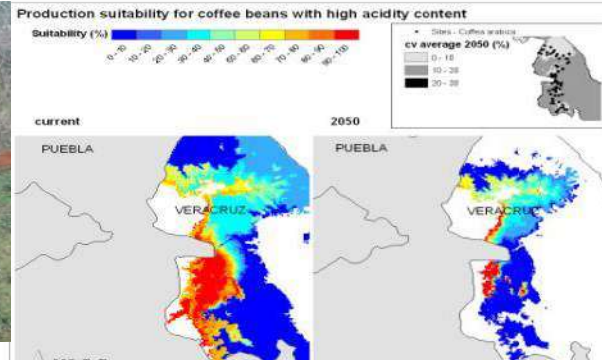 Production suitability for coffee beans with high acidity content
Suitability (%)
0 - 10
10 - 20
20 - 30
30 - 40
40 - 50
50 - 60
60 - 70
70 - 80
80 - 90
90 - 100
Sites - Coffea arabica
cv average 2050 (%)
0 - 10
10 - 20
20 - 30
current
2050
PUEBLA
VERACRUZ
PUEBLA
VERACRUZ